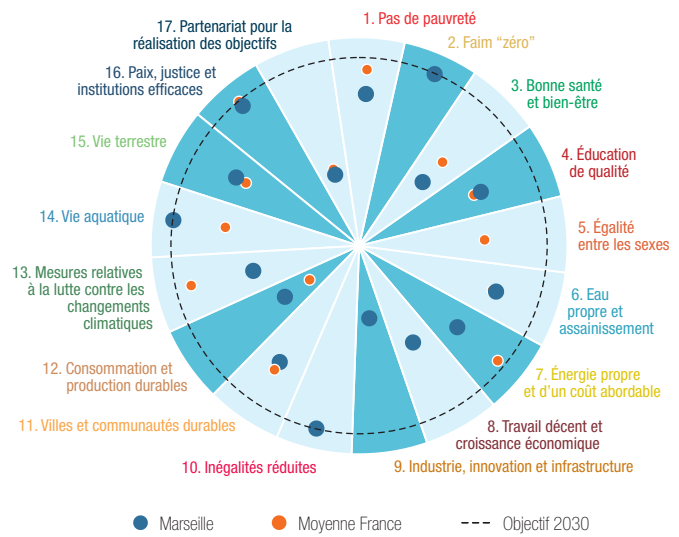 1. Pas de pauvreté
2. Faim “zéro”
3. Bonne santé
et bien-être
4. Éducation
de qualité
5. Égalité
entre les sexes
6. Eau
propre et
assainissement
7. Énergie propre
et d’un coût abordable
8. Travail décent et
croissance économique
9. Industrie, innovation et infrastructure
10. Inégalités réduites
11. Villes et communautés durables
12. Consommation et
production durables
13. Mesures relatives
à la lutte contre les
changements
climatiques
14. Vie aquatique
15. Vie terrestre
16. Paix, justice et
institutions efficaces
17. Partenariat pour la
réalisation des objectifs
Marseille
Moyenne France
Objectif 2030